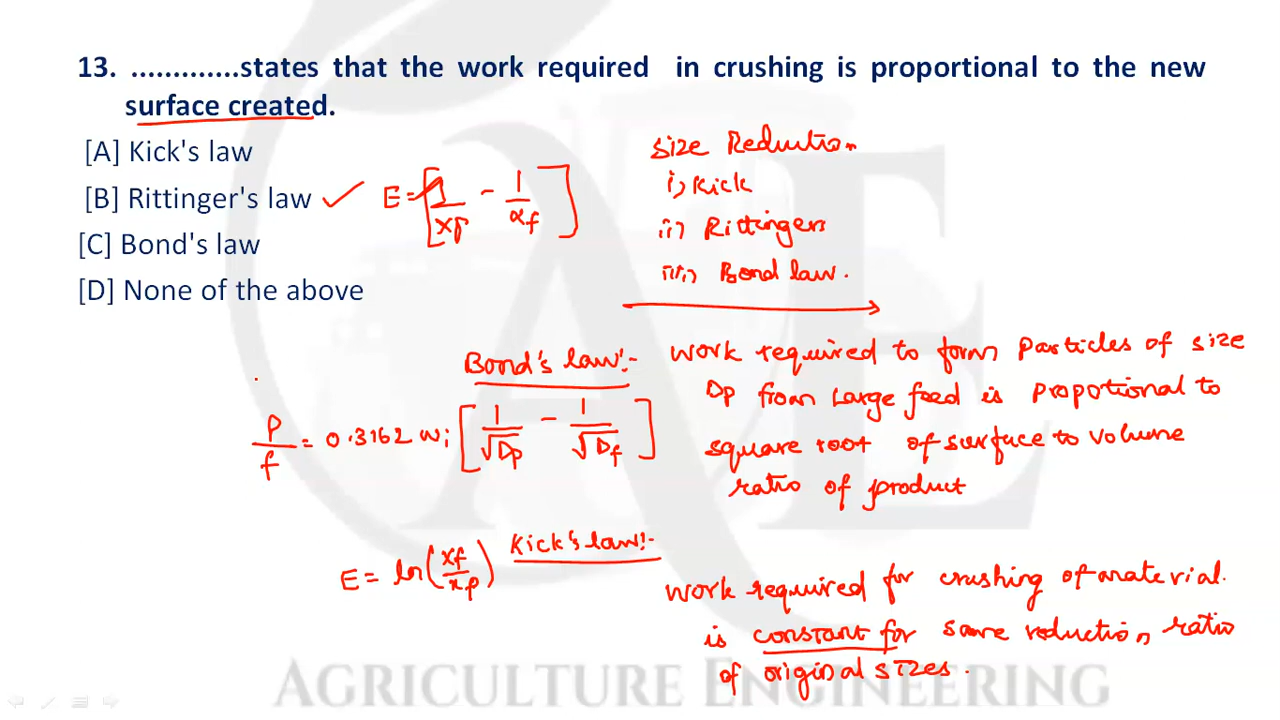 13. .............states that the work required in crushing is proportional to the new
surface created.
[A] Kick's law
[B] Rittinger's law
[C] Bond's law
[D] None of the above
E = [1/xp - 1/xf]
size Reduction
i) Kick
ii) Rittingers
iii) Bond law.
Bond's law:-
P/f = 0.3162 wi [1/√Dp - 1/√Df]
work required to form particles of size
Dp from large feed is propotional to
square root of surface to volume
ratio of product
Kick's law:-
E = ln(xf/xp)
work required for crushing of material.
is constant for same reduction ratio
of original sizes.
AGRICULTURE ENGINEERING